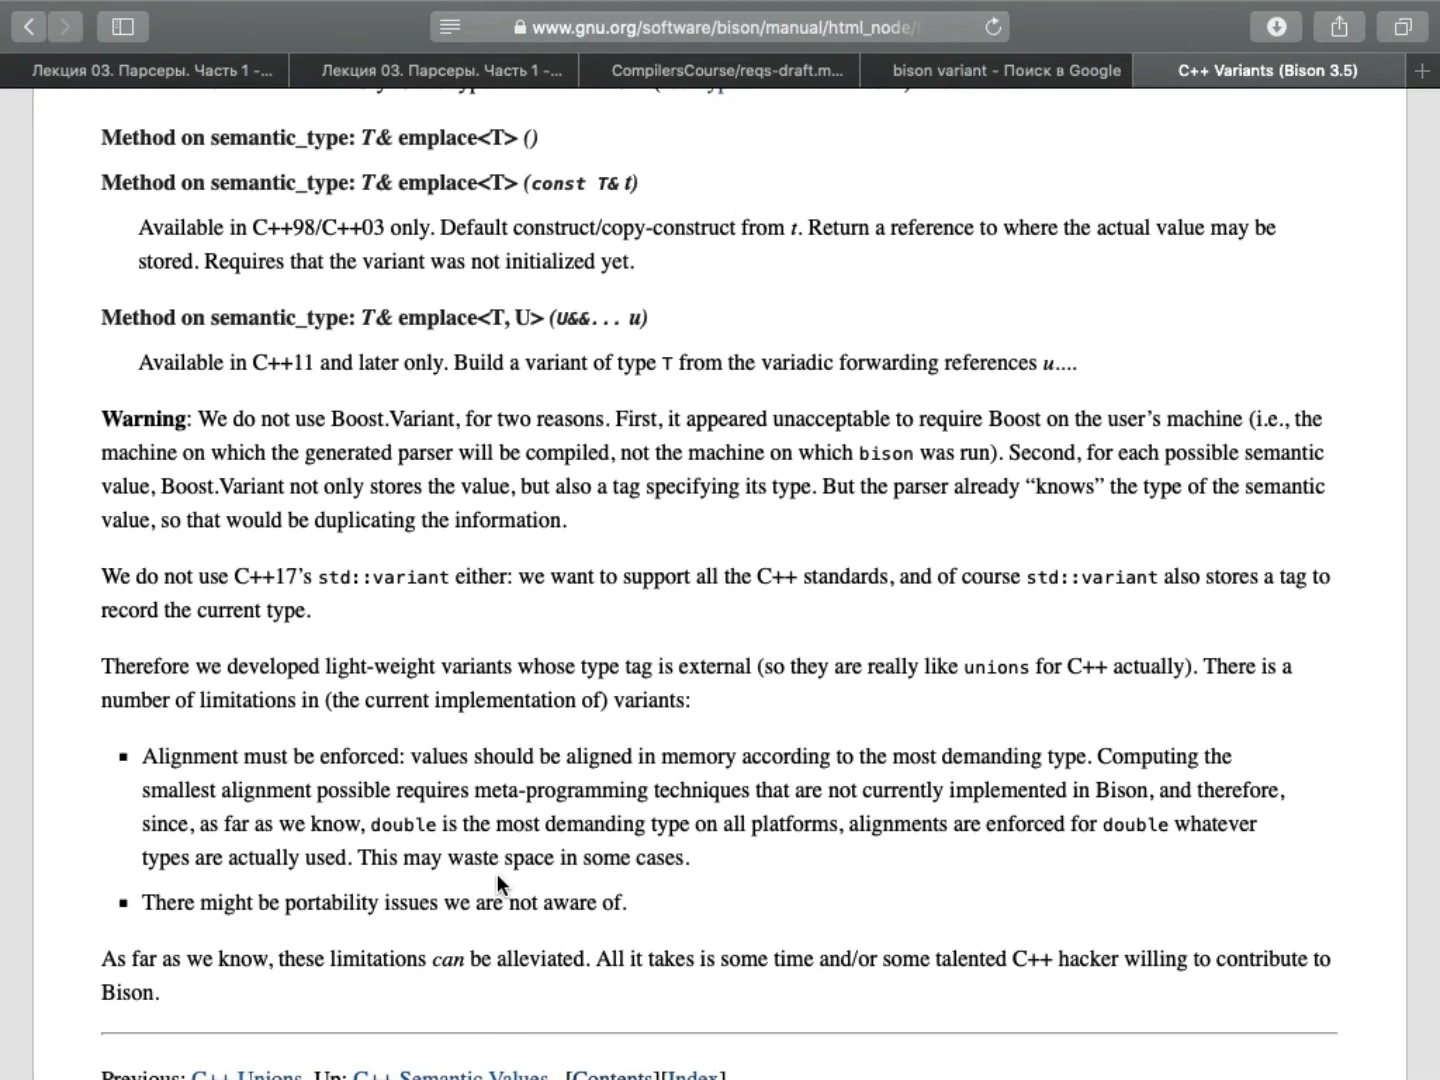 www.gnu.org/software/bison/manual/html_node/
Лекция 03. Парсеры. Часть 1 -...
Лекция 03. Парсеры. Часть 1 -...
CompilersCourse/reqs-draft.m...
bison variant - Поиск в Google
C++ Variants (Bison 3.5)
Method on semantic_type: T& emplace<T> ()
Method on semantic_type: T& emplace<T> (const T& t)
Available in C++98/C++03 only. Default construct/copy-construct from t. Return a reference to where the actual value may be
stored. Requires that the variant was not initialized yet.
Method on semantic_type: T& emplace<T, U> (U&&... u)
Available in C++11 and later only. Build a variant of type T from the variadic forwarding references u....
Warning: We do not use Boost.Variant, for two reasons. First, it appeared unacceptable to require Boost on the user’s machine (i.e., the
machine on which the generated parser will be compiled, not the machine on which bison was run). Second, for each possible semantic
value, Boost.Variant not only stores the value, but also a tag specifying its type. But the parser already “knows” the type of the semantic
value, so that would be duplicating the information.
We do not use C++17’s std::variant either: we want to support all the C++ standards, and of course std::variant also stores a tag to
record the current type.
Therefore we developed light-weight variants whose type tag is external (so they are really like unions for C++ actually). There is a
number of limitations in (the current implementation of) variants:
▪ Alignment must be enforced: values should be aligned in memory according to the most demanding type. Computing the
smallest alignment possible requires meta-programming techniques that are not currently implemented in Bison, and therefore,
since, as far as we know, double is the most demanding type on all platforms, alignments are enforced for double whatever
types are actually used. This may waste space in some cases.
▪ There might be portability issues we are not aware of.
As far as we know, these limitations can be alleviated. All it takes is some time and/or some talented C++ hacker willing to contribute to
Bison.
Previous: C++ Unions, Up: C++ Semantic Values [Contents][Index]